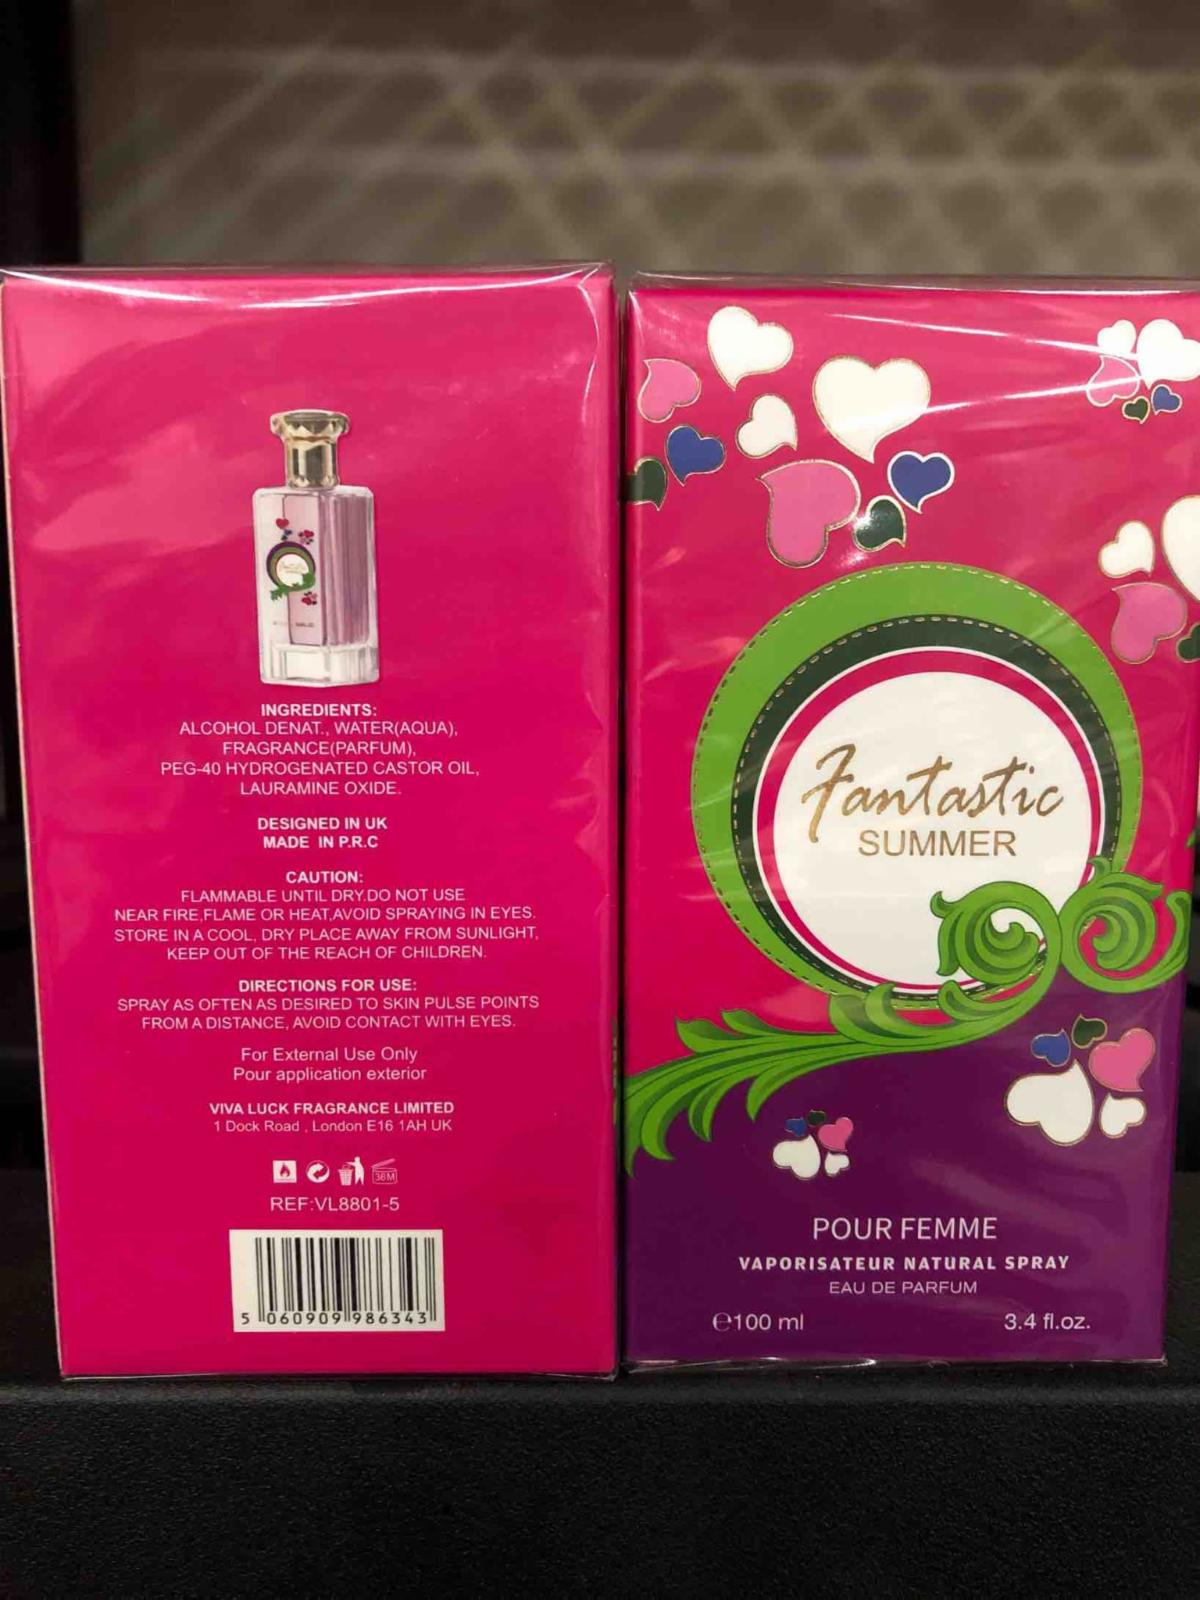 INGREDIENTS:
ALCOHOL DENAT., WATER(AQUA),
FRAGRANCE(PARFUM),
PEG-40 HYDROGENATED CASTOR OIL,
LAURAMINE OXIDE.
DESIGNED IN UK
MADE IN P.R.C
CAUTION:
FLAMMABLE UNTIL DRY.DO NOT USE
NEAR FIRE,FLAME OR HEAT,AVOID SPRAYING IN EYES.
STORE IN A COOL, DRY PLACE AWAY FROM SUNLIGHT,
KEEP OUT OF THE REACH OF CHILDREN.
DIRECTIONS FOR USE:
SPRAY AS OFTEN AS DESIRED TO SKIN PULSE POINTS
FROM A DISTANCE, AVOID CONTACT WITH EYES.
For External Use Only
Pour application exterior
VIVA LUCK FRAGRANCE LIMITED
1 Dock Road , London E16 1AH UK
36M
REF:VL8801-5
5 060909 986343
Fantastic
SUMMER
POUR FEMME
VAPORISATEUR NATURAL SPRAY
EAU DE PARFUM
℮100 ml 3.4 fl.oz.